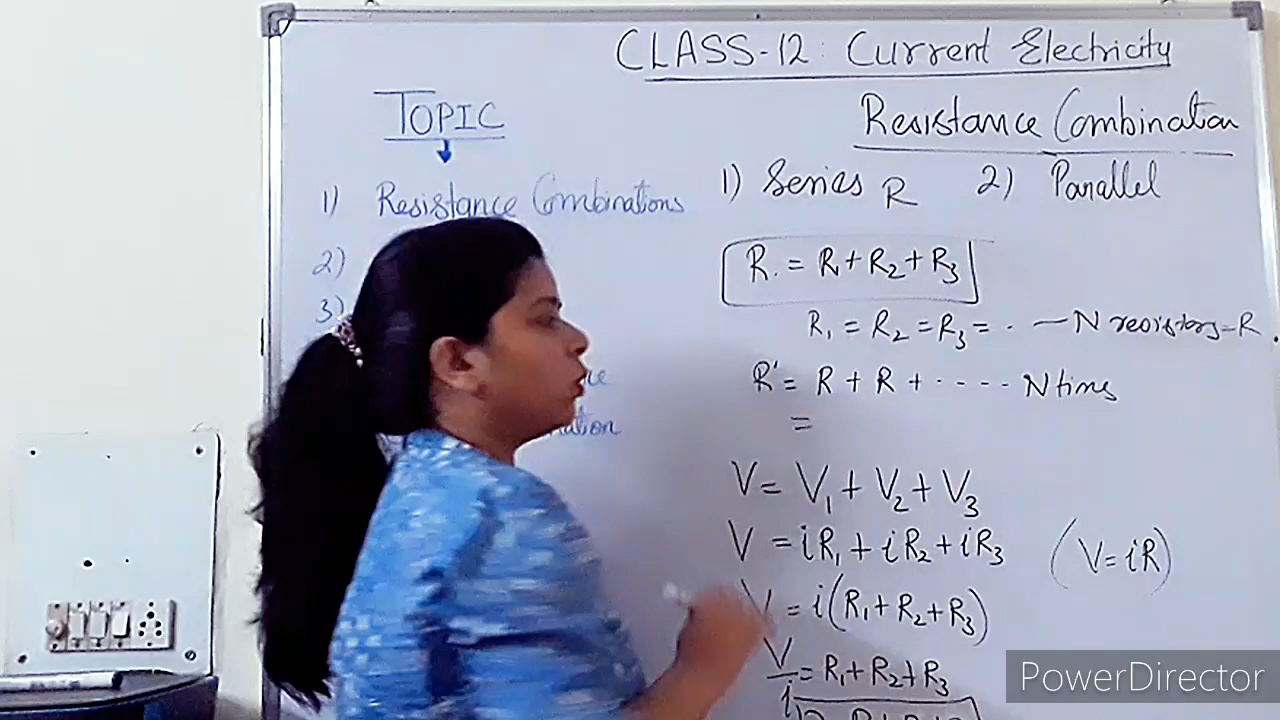 CLASS-12: Current Electricity
TOPIC
1) Resistance Combinations
2)
3)
Resistance Combination
1) Series R 2) Parallel
R. = R1 + R2 + R3
R1 = R2 = R3 = . — N resistors = R
R' = R + R + ..... N times
=
V = V1 + V2 + V3
V = iR1 + iR2 + iR3 (V = iR)
V = i(R1 + R2 + R3)
V/i = R1 + R2 + R3
PowerDirector